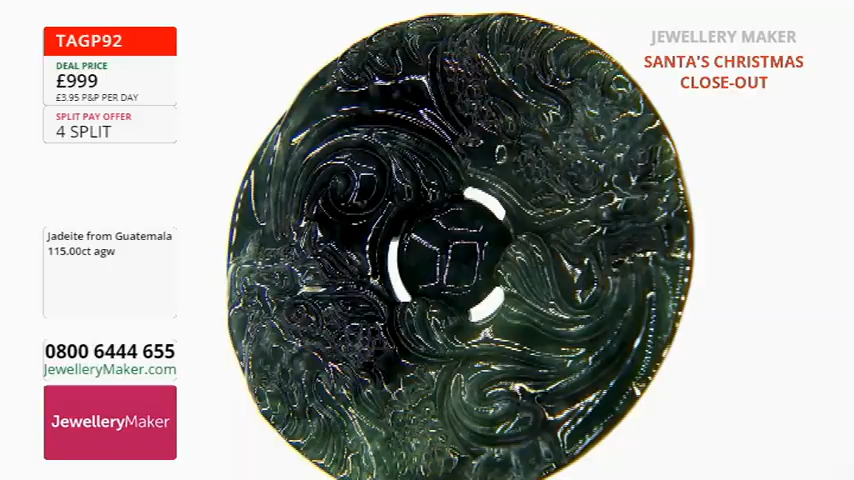 TAGP92
DEAL PRICE
£999
£3.95 P&P PER DAY
SPLIT PAY OFFER
4 SPLIT
Jadeite from Guatemala
115.00ct agw
0800 6444 655
JewelleryMaker.com
JewelleryMaker
JEWELLERY MAKER
SANTA'S CHRISTMAS
CLOSE-OUT